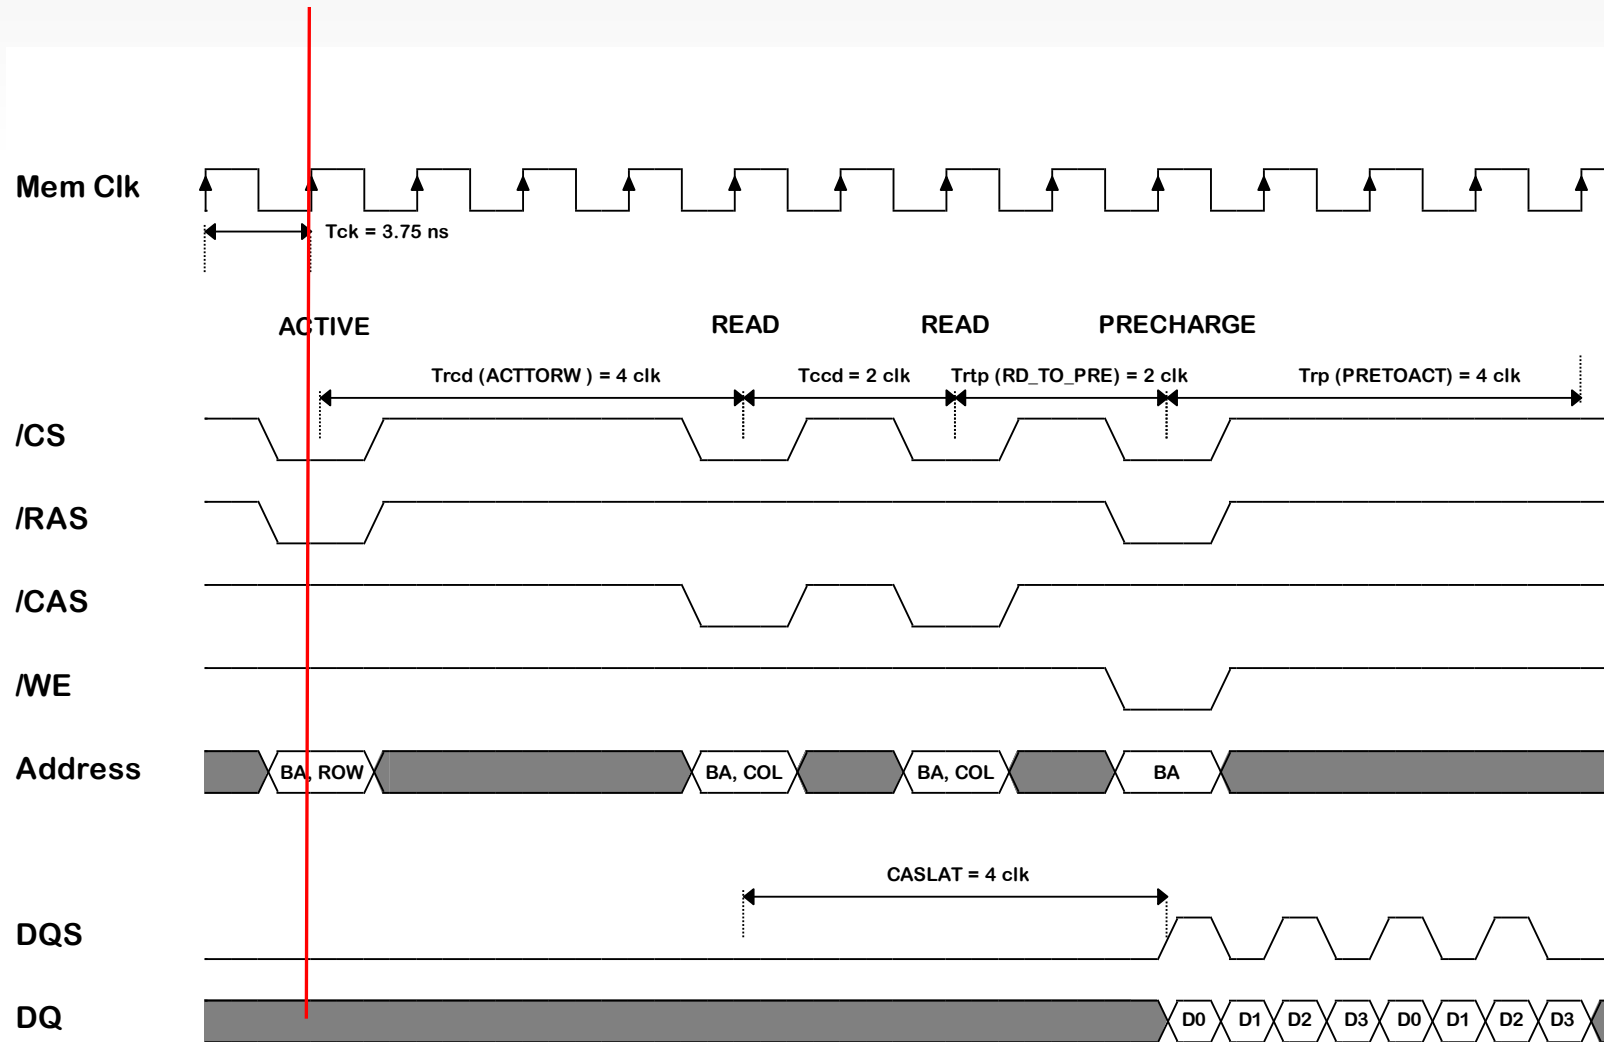 Mem Clk
Tck = 3.75 ns
ACTIVE READ READ PRECHARGE
Trcd (ACTTORW ) = 4 clk Tccd = 2 clk Trtp (RD_TO_PRE) = 2 clk Trp (PRETOACT) = 4 clk
/CS
/RAS
/CAS
/WE
Address BA, ROW BA, COL BA, COL BA
CASLAT = 4 clk
DQS
DQ D0 D1 D2 D3 D0 D1 D2 D3